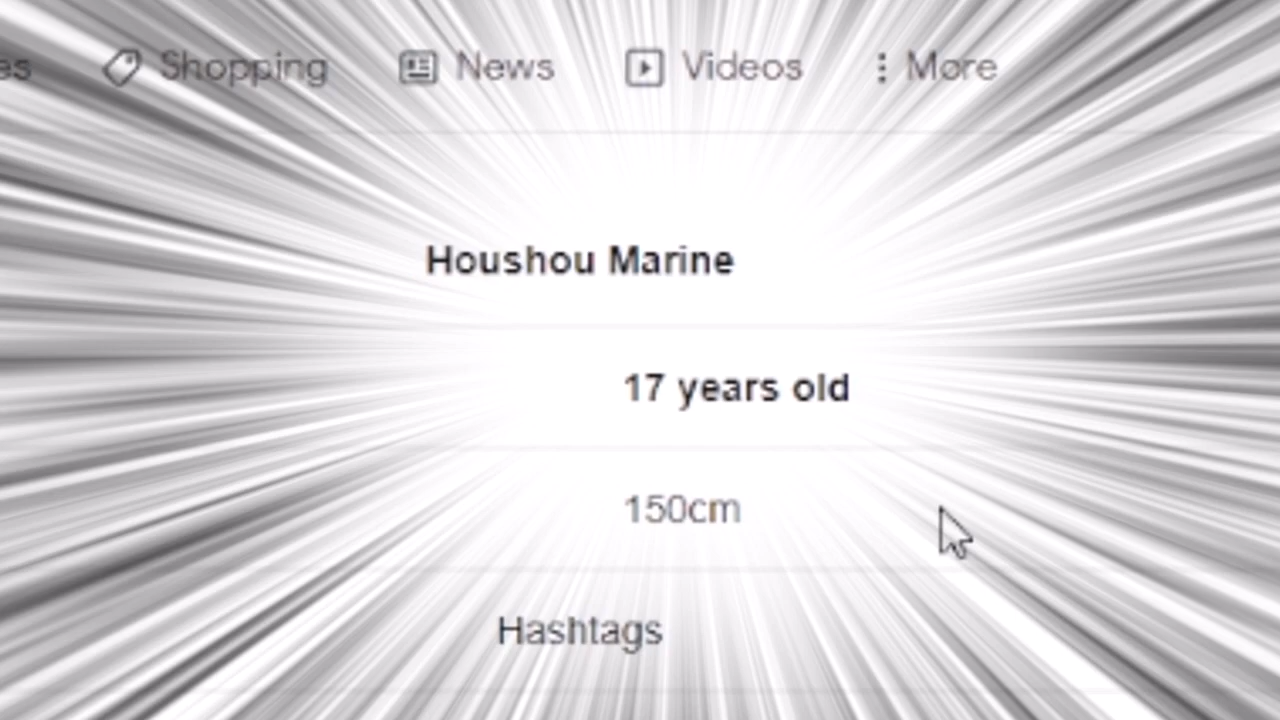 es Shopping News Videos More
Houshou Marine
17 years old
150cm
Hashtags